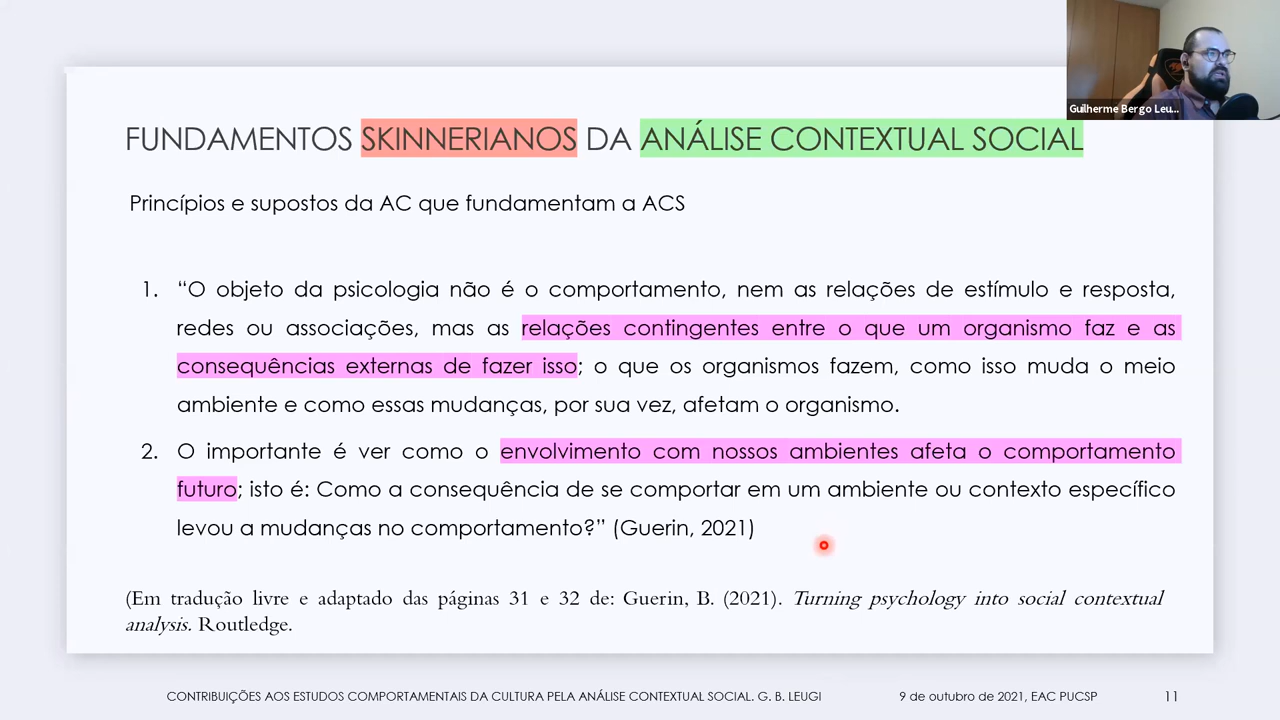 Guilherme Bergo Leu...
FUNDAMENTOS SKINNERIANOS DA ANÁLISE CONTEXTUAL SOCIAL
Princípios e supostos da AC que fundamentam a ACS
1. “O objeto da psicologia não é o comportamento, nem as relações de estímulo e resposta,
redes ou associações, mas as relações contingentes entre o que um organismo faz e as
consequências externas de fazer isso; o que os organismos fazem, como isso muda o meio
ambiente e como essas mudanças, por sua vez, afetam o organismo.
2. O importante é ver como o envolvimento com nossos ambientes afeta o comportamento
futuro; isto é: Como a consequência de se comportar em um ambiente ou contexto específico
levou a mudanças no comportamento?” (Guerin, 2021)
(Em tradução livre e adaptado das páginas 31 e 32 de: Guerin, B. (2021). Turning psychology into social contextual
analysis. Routledge.
CONTRIBUIÇÕES AOS ESTUDOS COMPORTAMENTAIS DA CULTURA PELA ANÁLISE CONTEXTUAL SOCIAL. G. B. LEUGI 9 de outubro de 2021, EAC PUCSP 11